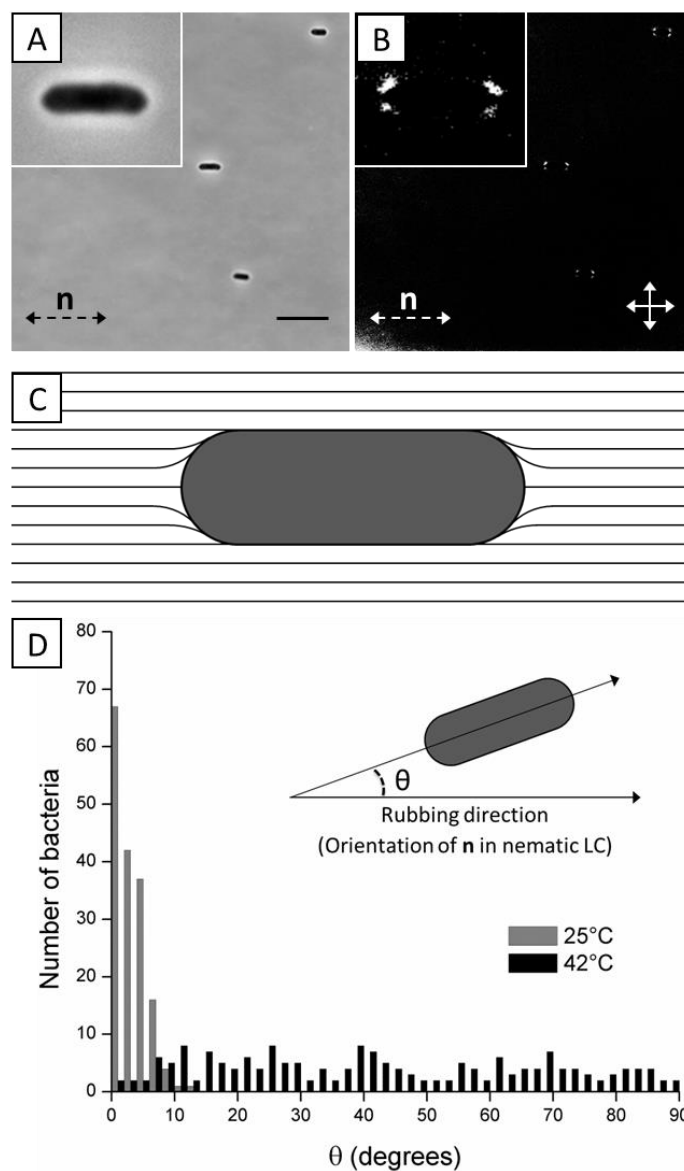 A
n
B
n
C
D
80
70
60
50
40
30
20
10
0
Number of bacteria
θ
Rubbing direction
(Orientation of n in nematic LC)
25°C
42°C
0 10 20 30 40 50 60 70 80 90
θ (degrees)